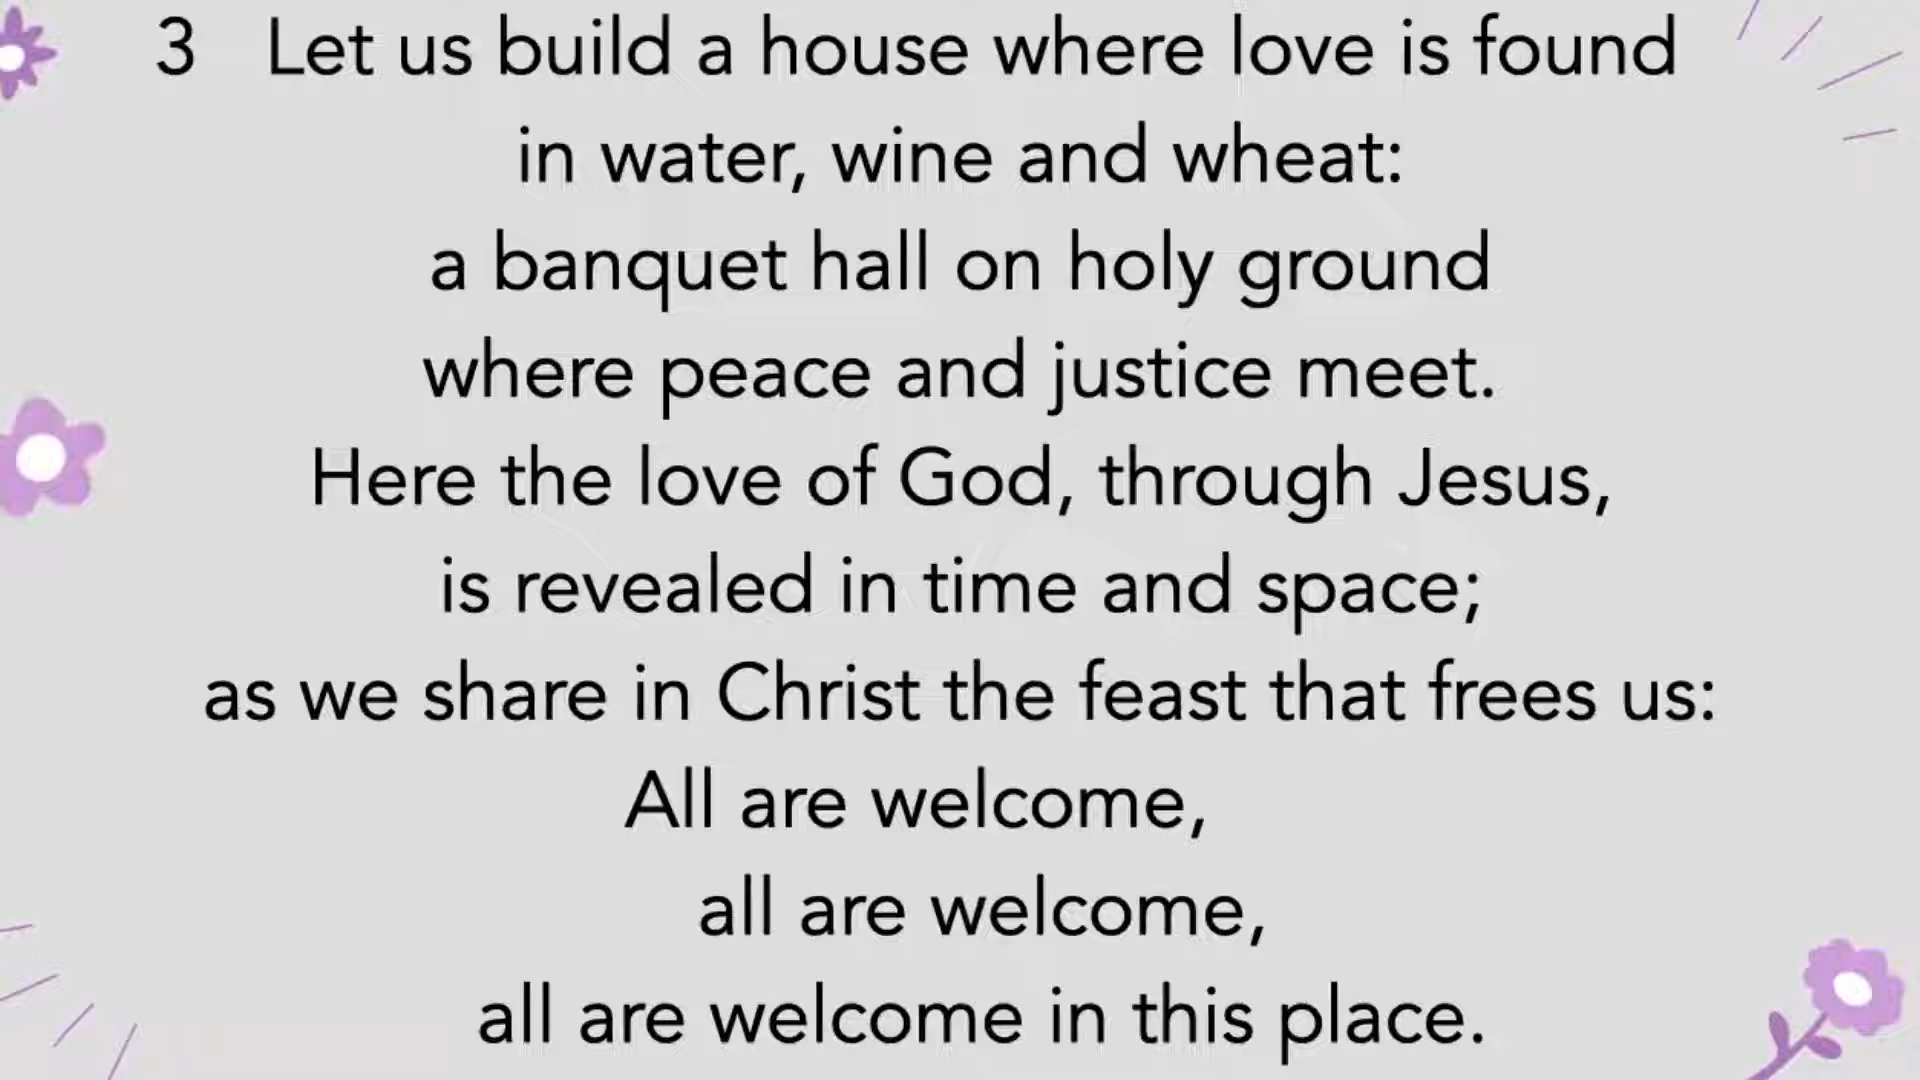 3 Let us build a house where love is found
in water, wine and wheat:
a banquet hall on holy ground
where peace and justice meet.
Here the love of God, through Jesus,
is revealed in time and space;
as we share in Christ the feast that frees us:
All are welcome,
all are welcome,
all are welcome in this place.